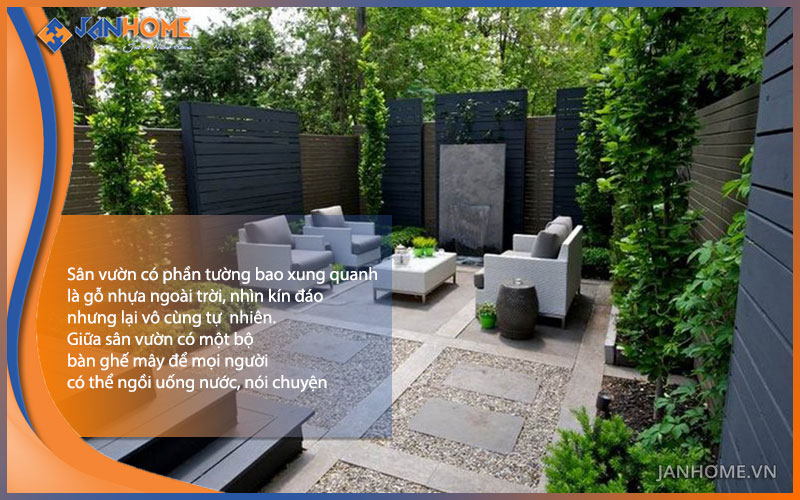 JANHOME
Sân vườn có phần tường bao xung quanh
là gỗ nhựa ngoài trời, nhìn kín đáo
nhưng lại vô cùng tự nhiên.
Giữa sân vườn có một bộ
bàn ghế mây để mọi người
có thể ngồi uống nước, nói chuyện
JANHOME.VN